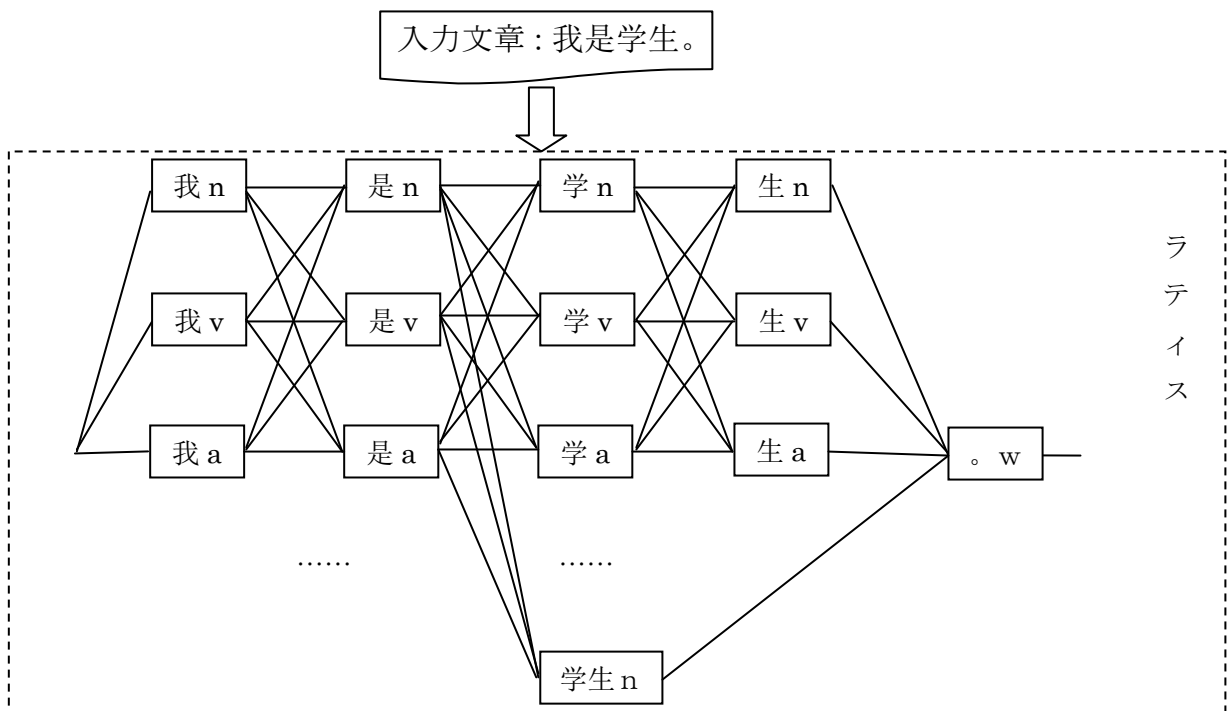 入力文章:我是学生。
我 n 是 n 学 n 生 n
我 v 是 v 学 v 生 v
我 a 是 a 学 a 生 a
。w
…… ……
学生 n
ラティス